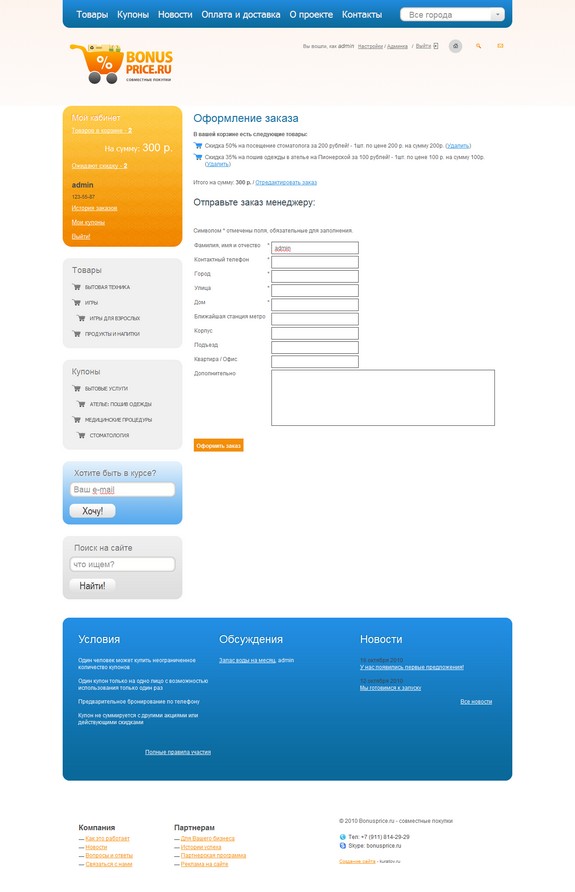 Товары Купоны Новости Оплата и доставка О проекте Контакты Все города
Вы вошли, как admin Настройки / Админка / Выйти
BONUS
PRICE.RU
СОВМЕСТНЫЕ ПОКУПКИ
Мой кабинет
Товаров в корзине - 2
На сумму: 300 р.
Ожидают скидку - 2
admin
123-55-87
История заказов
Мои купоны
Выйти!
Товары
БЫТОВАЯ ТЕХНИКА
ИГРЫ
ИГРЫ ДЛЯ ВЗРОСЛЫХ
ПРОДУКТЫ И НАПИТКИ
Купоны
БЫТОВЫЕ УСЛУГИ
АТЕЛЬЕ: ПОШИВ ОДЕЖДЫ
МЕДИЦИНСКИЕ ПРОЦЕДУРЫ
СТОМАТОЛОГИЯ
Хотите быть в курсе?
Ваш e-mail
Хочу!
Поиск на сайте
что ищем?
Найти!
Оформление заказа
В вашей корзине есть следующие товары:
Скидка 50% на посещение стоматолога за 200 рублей! - 1шт. по цене 200 р. на сумму 200р. (Удалить)
Скидка 35% на пошив одежды в ателье на Пионерской за 100 рублей! - 1шт. по цене 100 р. на сумму 100р.
(Удалить)
Итого на сумму: 300 р. / Отредактировать заказ
Отправьте заказ менеджеру:
Символом * отмечены поля, обязательные для заполнения.
Фамилия, имя и отчество * admin
Контактный телефон *
Город *
Улица *
Дом *
Ближайшая станция метро
Корпус
Подъезд
Квартира / Офис
Дополнительно
Оформить заказ
Условия
Один человек может купить неограниченное
количество купонов
Один купон только на одно лицо с возможностью
использования только один раз
Предварительное бронирование по телефону
Купон не суммируется с другими акциями или
действующими скидками
Полные правила участия
Обсуждения
Запас воды на месяц, admin
Новости
октября 2010
У нас появились первые предложения!
октября 2010
Мы готовимся к запуску
Все новости
Компания
— Как это работает
— Новости
— Вопросы и ответы
— Связаться с нами
Партнерам
— Для Вашего бизнеса
— Истории успеха
— Партнерская программа
— Реклама на сайте
© 2010 Bonusprice.ru - совместные покупки
Тел: +7 (911) 814-29-29
Skype: bonusprice.ru
Создание сайта - kuratov.ru